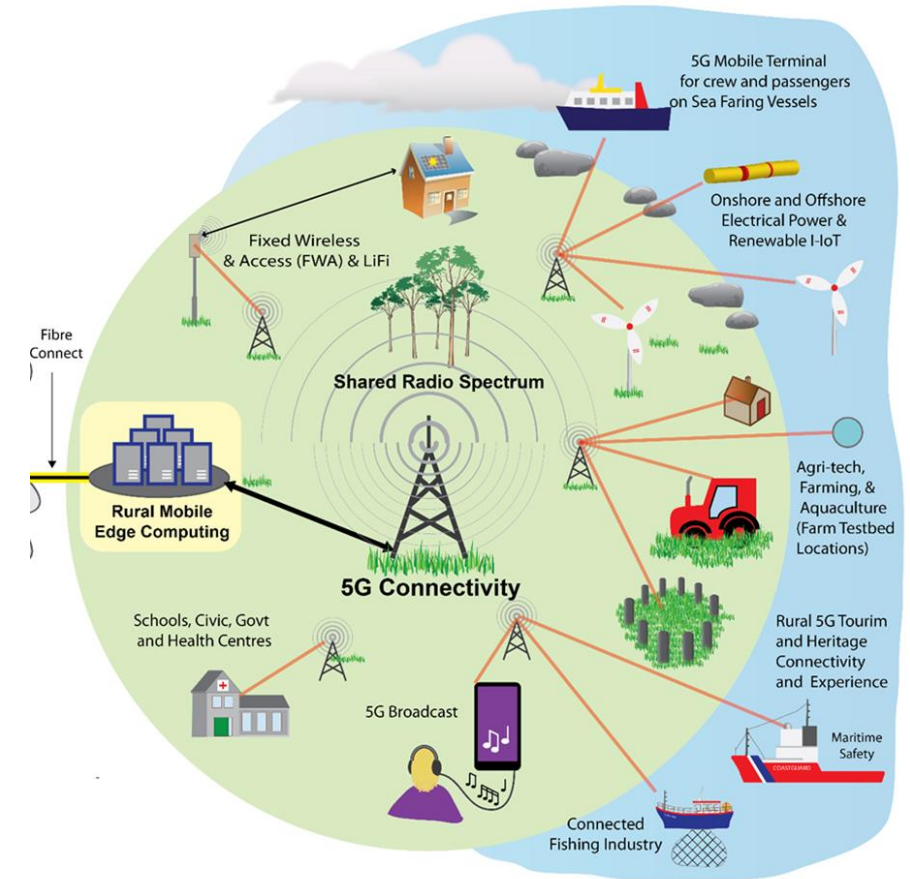 5G Mobile Terminal
for crew and passengers
on Sea Faring Vessels
Onshore and Offshore
Electrical Power &
Renewable I-IoT
Fixed Wireless
& Access (FWA) & LiFi
Fibre
Connect
Shared Radio Spectrum
Rural Mobile
Edge Computing
5G Connectivity
Agri-tech,
Farming, &
Aquaculture
(Farm Testbed
Locations)
Schools, Civic, Govt
and Health Centres
Rural 5G Tourim
and Heritage
Connectivity
and Experience
5G Broadcast
Maritime
Safety
COASTGUARD
Connected
Fishing Industry